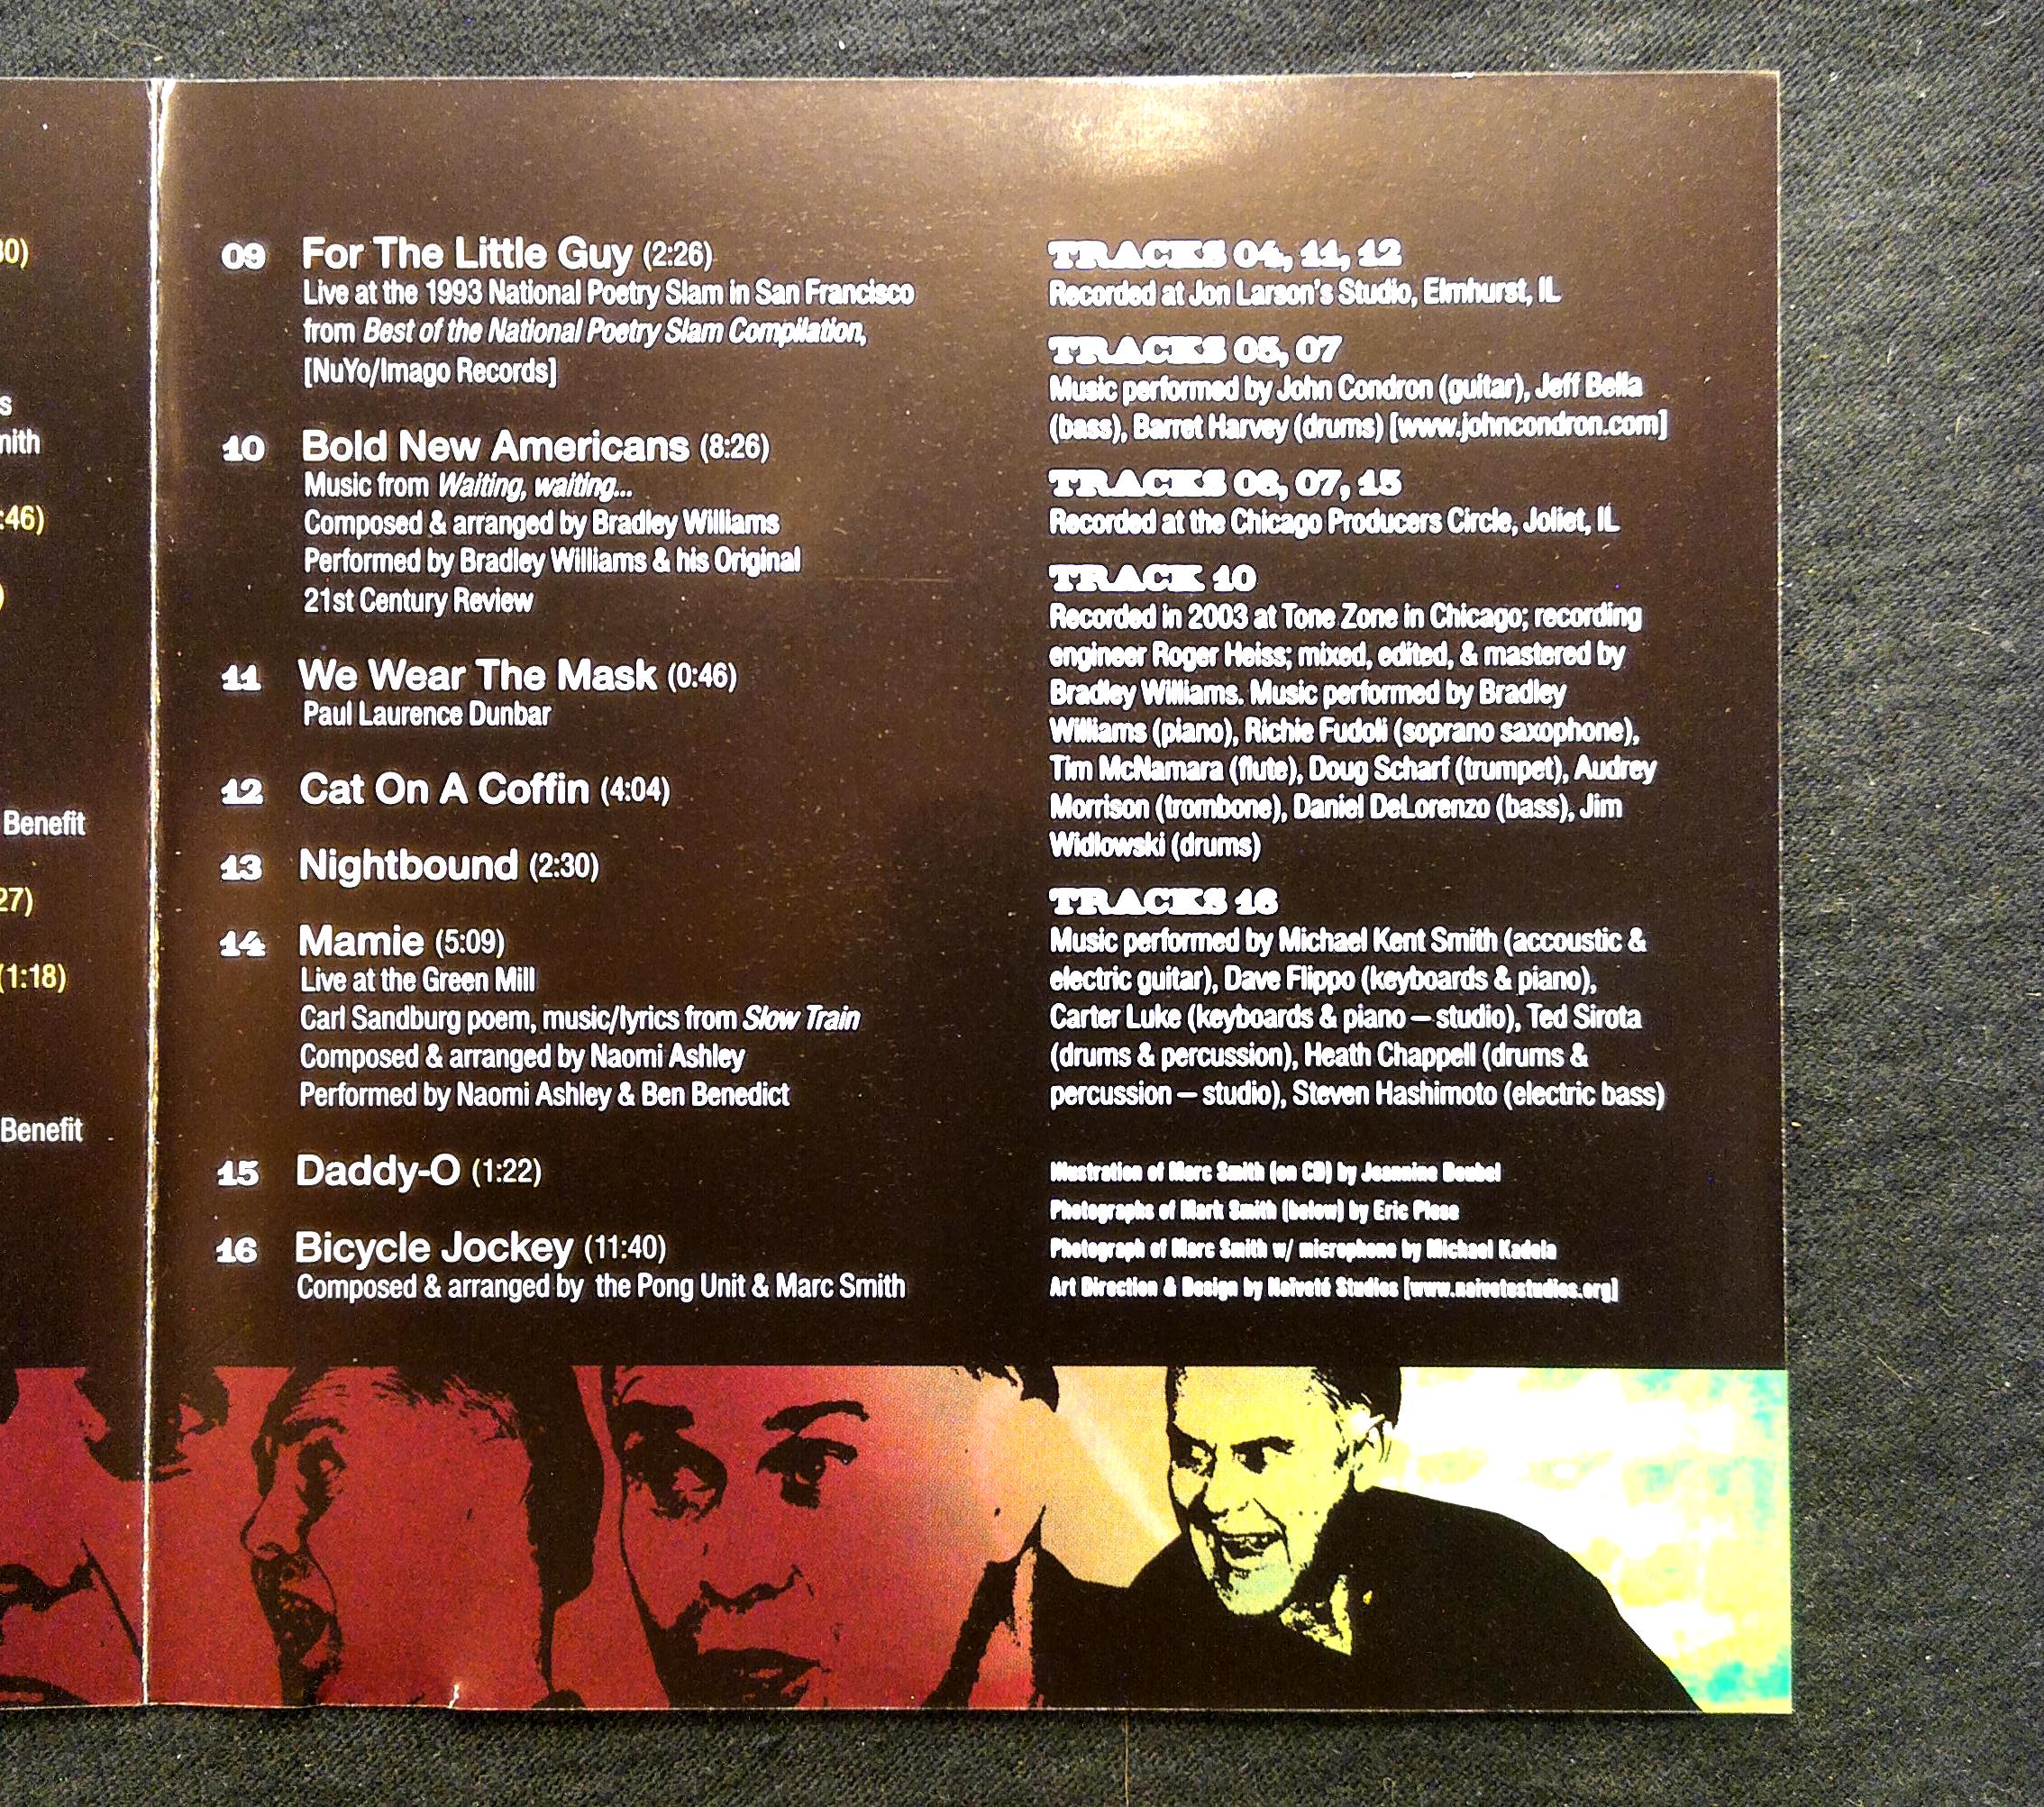 30)
s
nith
:46)
)
Benefit
27)
(1:18)
Benefit
09 For The Little Guy (2:26)
Live at the 1993 National Poetry Slam in San Francisco
from Best of the National Poetry Slam Compilation,
[NuYo/Imago Records]
10 Bold New Americans (8:26)
Music from Waiting, waiting...
Composed & arranged by Bradley Williams
Performed by Bradley Williams & his Original
21st Century Review
11 We Wear The Mask (0:46)
Paul Laurence Dunbar
12 Cat On A Coffin (4:04)
13 Nightbound (2:30)
14 Mamie (5:09)
Live at the Green Mill
Carl Sandburg poem, music/lyrics from Slow Train
Composed & arranged by Naomi Ashley
Performed by Naomi Ashley & Ben Benedict
15 Daddy-O (1:22)
16 Bicycle Jockey (11:40)
Composed & arranged by the Pong Unit & Marc Smith
TRACKS 04, 11, 12
Recorded at Jon Larson's Studio, Elmhurst, IL
TRACKS 05, 07
Music performed by John Condron (guitar), Jeff Bella
(bass), Barret Harvey (drums) [www.johncondron.com]
TRACKS 06, 07, 15
Recorded at the Chicago Producers Circle, Joliet, IL
TRACK 10
Recorded in 2003 at Tone Zone in Chicago; recording
engineer Roger Heiss; mixed, edited, & mastered by
Bradley Williams. Music performed by Bradley
Williams (piano), Richie Fudoli (soprano saxophone),
Tim McNamara (flute), Doug Scharf (trumpet), Audrey
Morrison (trombone), Daniel DeLorenzo (bass), Jim
Widlowski (drums)
TRACKS 16
Music performed by Michael Kent Smith (accoustic &
electric guitar), Dave Flippo (keyboards & piano),
Carter Luke (keyboards & piano – studio), Ted Sirota
(drums & percussion), Heath Chappell (drums &
percussion – studio), Steven Hashimoto (electric bass)
Illustration of Marc Smith (on CD) by Jeannine
Photographs of Mark Smith (below) by Eric
Photograph of Marc Smith w/ microphone by Michael
Art Direction & Design by Naïveté Studios [www.naivetestudios.org]